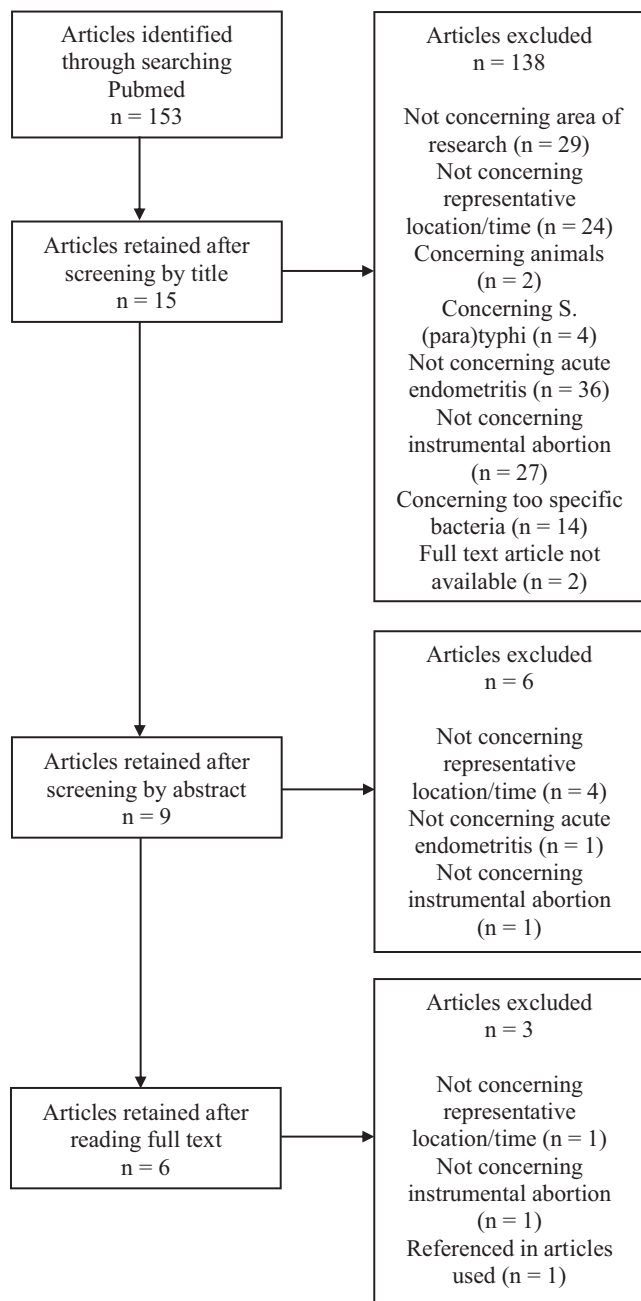 Articles identified
through searching
Pubmed
n = 153
Articles excluded
n = 138
Not concerning area of
research (n = 29)
Not concerning
representative
location/time (n = 24)
Concerning animals
(n = 2)
Concerning S.
(para)typhi (n = 4)
Not concerning acute
endometritis (n = 36)
Not concerning
instrumental abortion
(n = 27)
Concerning too specific
bacteria (n = 14)
Full text article not
available (n = 2)
Articles retained after
screening by title
n = 15
Articles retained after
screening by abstract
n = 9
Articles excluded
n = 6
Not concerning
representative
location/time (n = 4)
Not concerning acute
endometritis (n = 1)
Not concerning
instrumental abortion
(n = 1)
Articles retained after
reading full text
n = 6
Articles excluded
n = 3
Not concerning
representative
location/time (n = 1)
Not concerning
instrumental abortion
(n = 1)
Referenced in articles
used (n = 1)